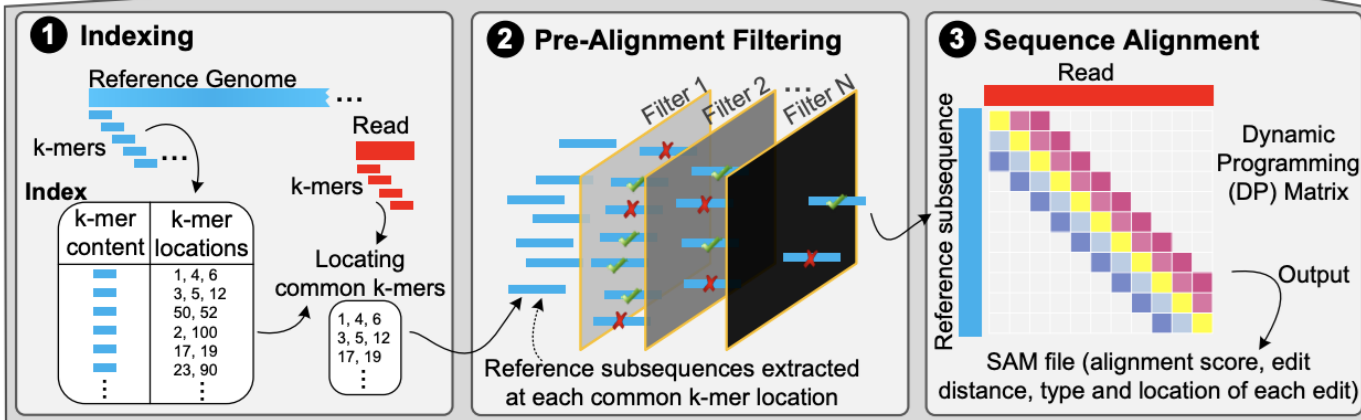 1 Indexing
Reference Genome
...
k-mers
...
Read
k-mers
Index
k-mer content
k-mer locations
1, 4, 6
3, 5, 12
50, 52
2, 100
17, 19
23, 90
⋮
⋮
Locating
common k-mers
1, 4, 6
3, 5, 12
17, 19
⋮
2 Pre-Alignment Filtering
Filter 1
Filter 2
...
Filter N
Reference subsequences extracted
at each common k-mer location
3 Sequence Alignment
Read
Reference subsequence
Dynamic
Programming
(DP) Matrix
Output
SAM file (alignment score, edit
distance, type and location of each edit)